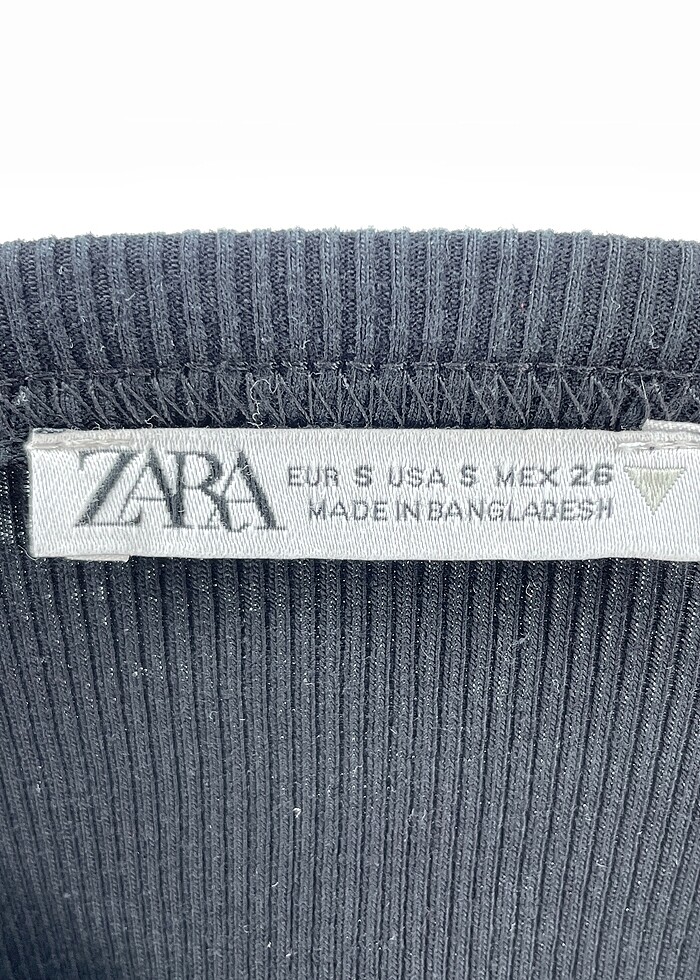 ZARA
EUR S USA S MEX 26
MADE IN BANGLADESH